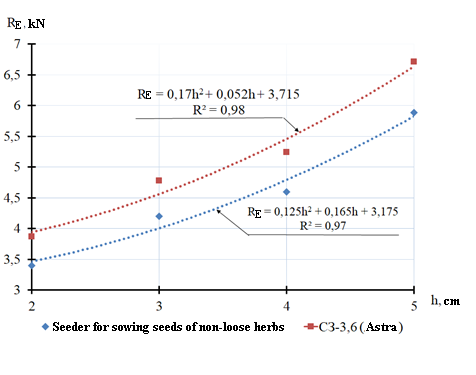 R_E, kN
7
6,5
6
5,5
5
4,5
4
3,5
3
RE = 0,17h²+ 0,052h + 3,715
R² = 0,98
RE = 0,125h² + 0,165h + 3,175
R² = 0,97
2
3
4
5
h, cm
Seeder for sowing seeds of non-loose herbs
C3-3,6 ( Astra )